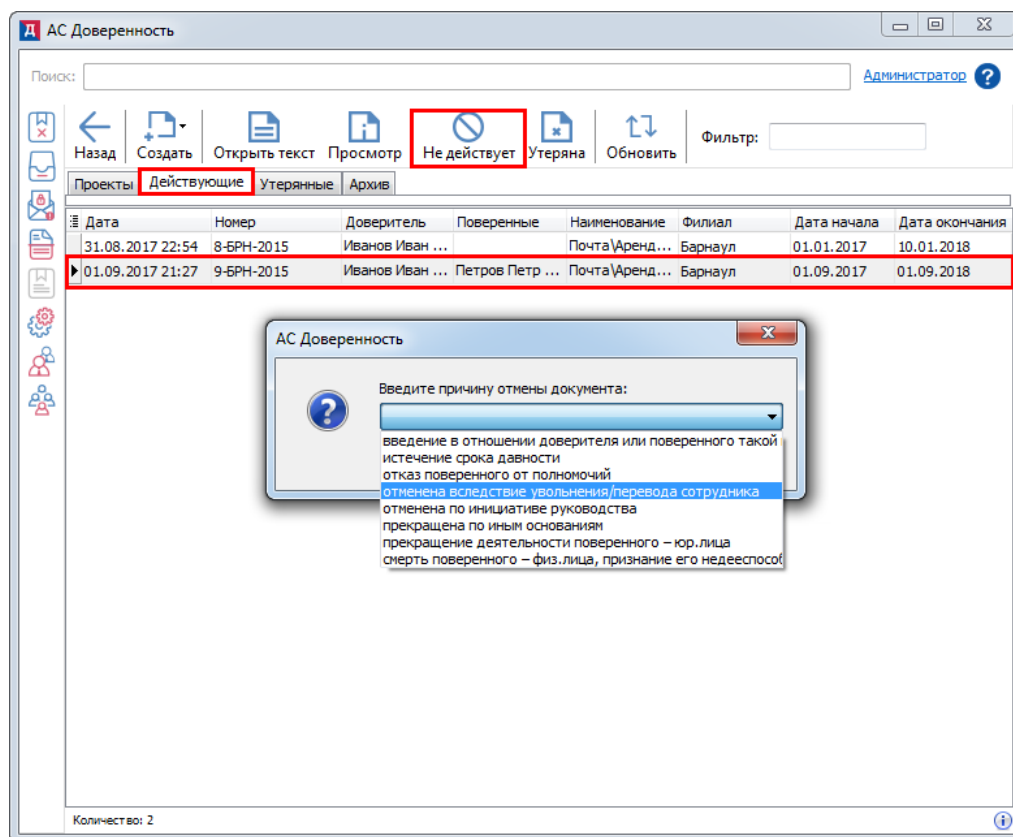 Д АС Доверенность
Поиск: Администратор ?
Назад Создать Открыть текст Просмотр Не действует Утеряна Обновить Фильтр:
Проекты Действующие Утерянные Архив
Дата Номер Доверитель Поверенные Наименование Филиал Дата начала Дата окончания
31.08.2017 22:54 8-БРН-2015 Иванов Иван ... Почта\Аренд... Барнаул 01.01.2017 10.01.2018
01.09.2017 21:27 9-БРН-2015 Иванов Иван ... Петров Петр ... Почта\Аренд... Барнаул 01.09.2017 01.09.2018
АС Доверенность
Введите причину отмены документа:
введение в отношении доверителя или поверенного такой
истечение срока давности
отказ поверенного от полномочий
отменена вследствие увольнения/перевода сотрудника
отменена по инициативе руководства
прекращена по иным основаниям
прекращение деятельности поверенного – юр.лица
смерть поверенного – физ.лица, признание его недееспособ
Количество: 2